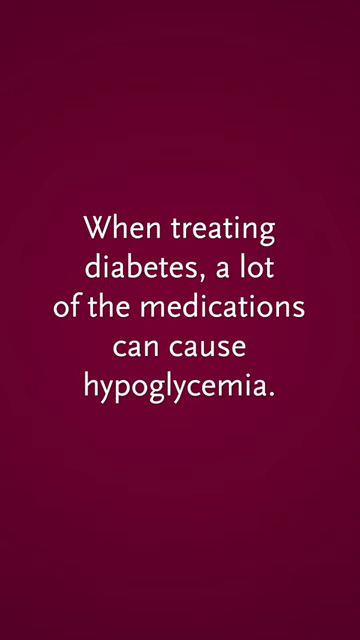 When treating
diabetes, a lot
of the medications
can cause
hypoglycemia.